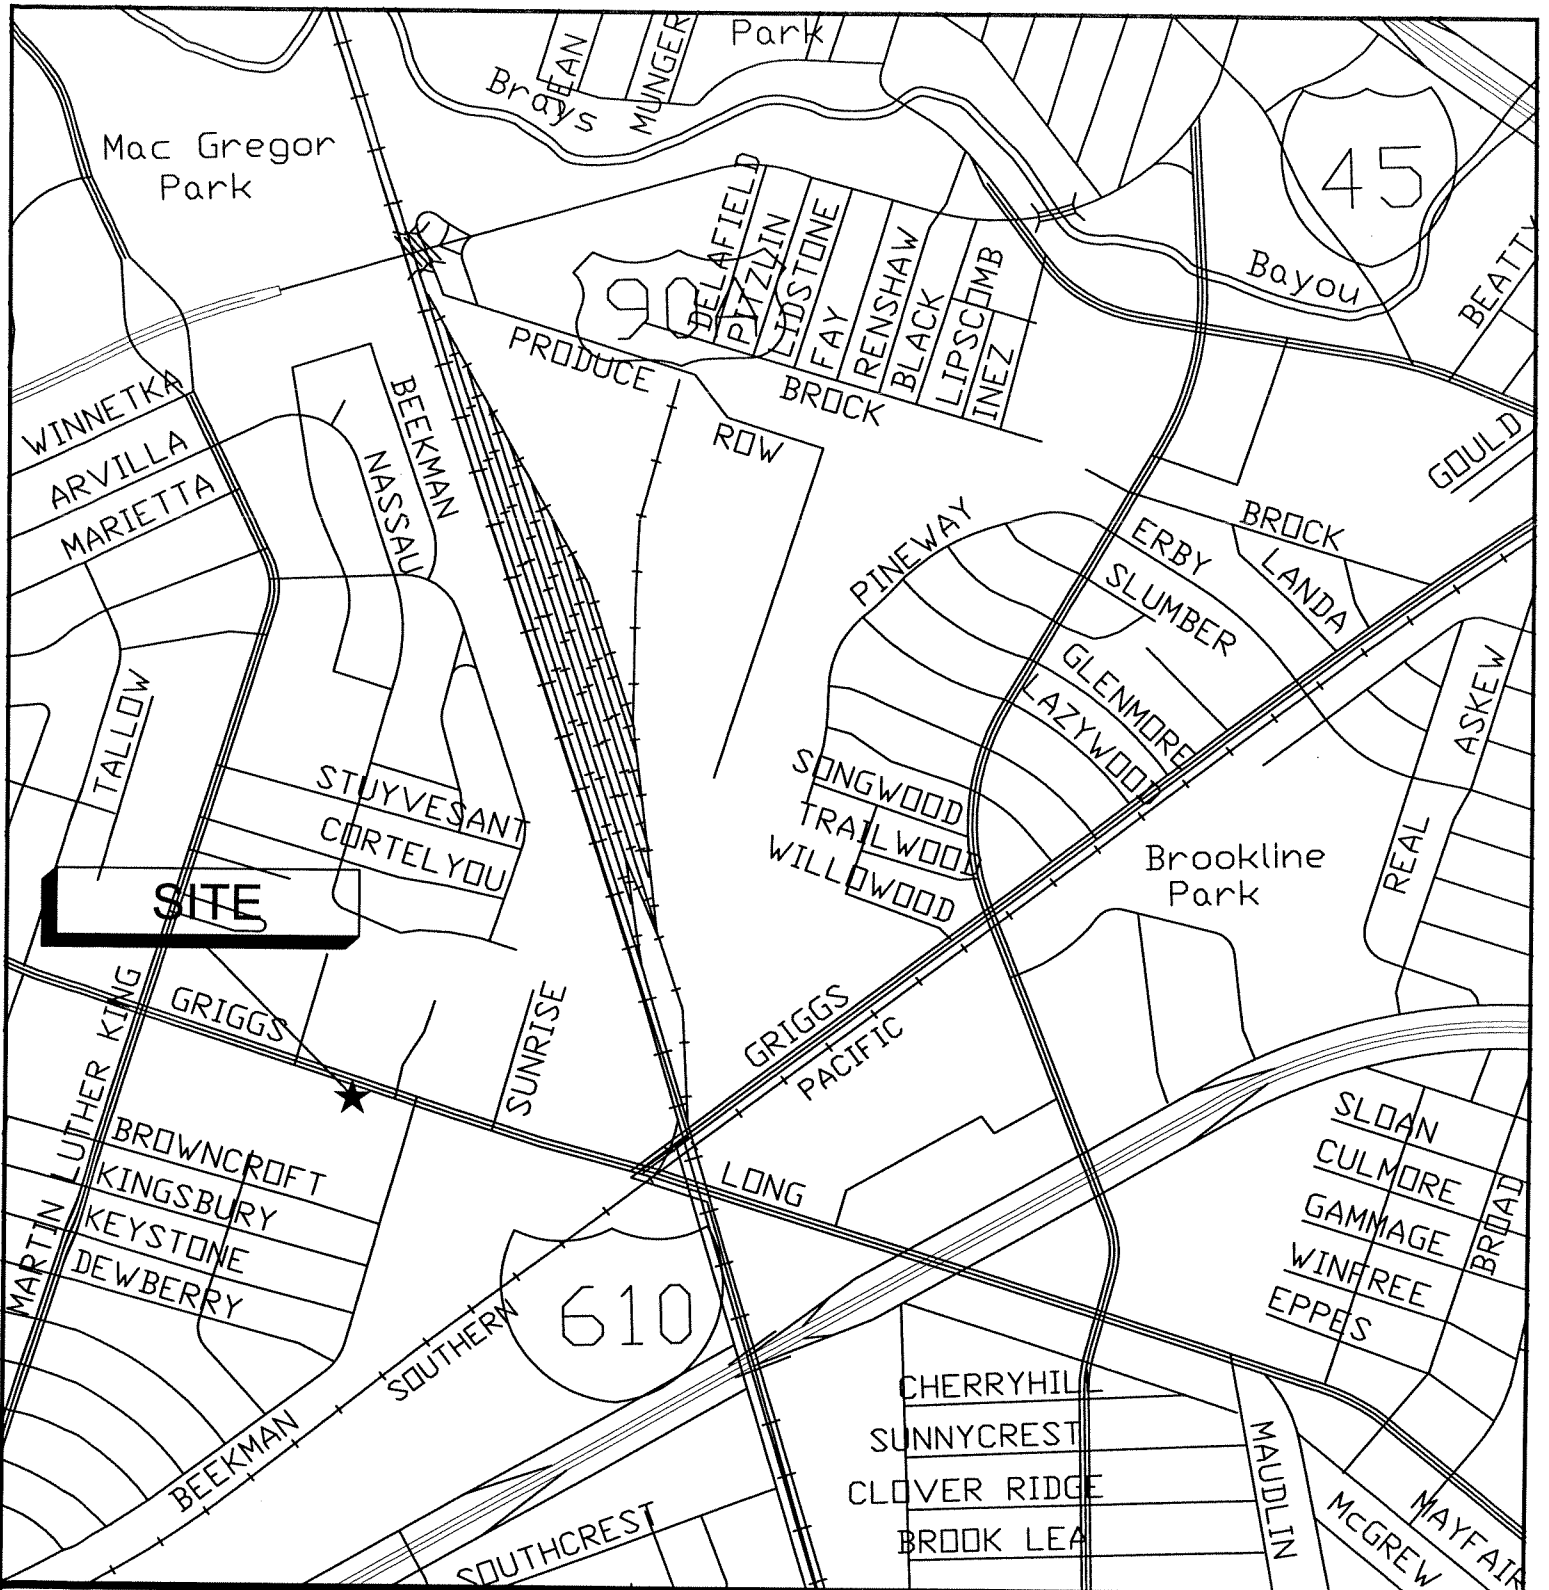 Park
JEAN
MUNGER
Brays
Mac Gregor
Park
45
DELAFIELD
PITZLIN
LIDSTONE
FAY
RENSHAW
BLACK
LIPSCOMB
INEZ
Bayou
BEATTY
90
PRODUCE
ROW
BROCK
WINNETKA
ARVILLA
MARIETTA
BEEKMAN
NASSAU
GOULD
PINEWAY
BROCK
ERBY
LANDA
SLUMBER
GLENMORE
LAZYWOOD
ASKEW
TALLOW
STUYVESANT
CORTELYOU
SONGWOOD
TRAILWOOD
WILLOWOOD
Brookline
Park
REAL
SITE
MARTIN LUTHER KING
GRIGGS
SUNRISE
GRIGGS
PACIFIC
LONG
BROWNCROFT
KINGSBURY
KEYSTONE
DEWBERRY
SLOAN
CULMORE
GAMMAGE
WINFREE
EPPES
BROAD
610
SOUTHERN
BEEKMAN
SOUTHCREST
CHERRYHILL
SUNNYCREST
CLOVER RIDGE
BROOK LEA
MAUDLIN
McGREW
MAYFAIR